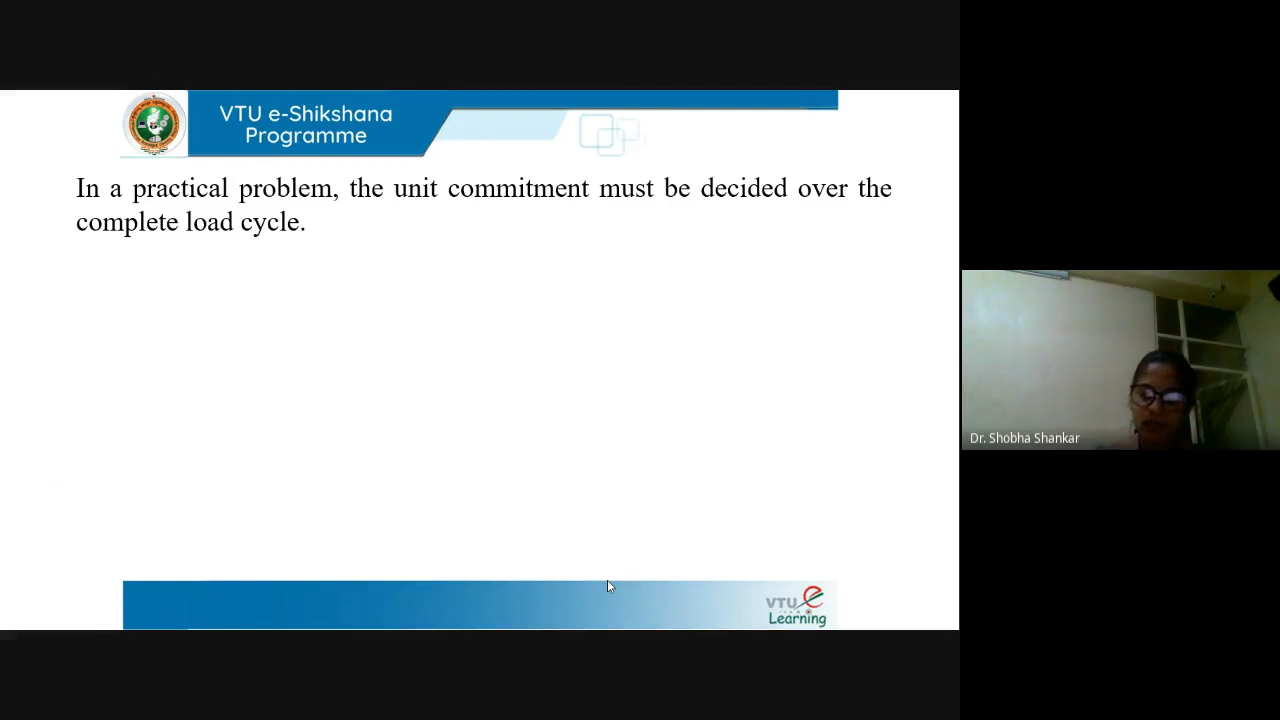 VTU e-Shikshana
Programme
In a practical problem, the unit commitment must be decided over the
complete load cycle.
Dr. Shobha Shankar
VTU e
Learning